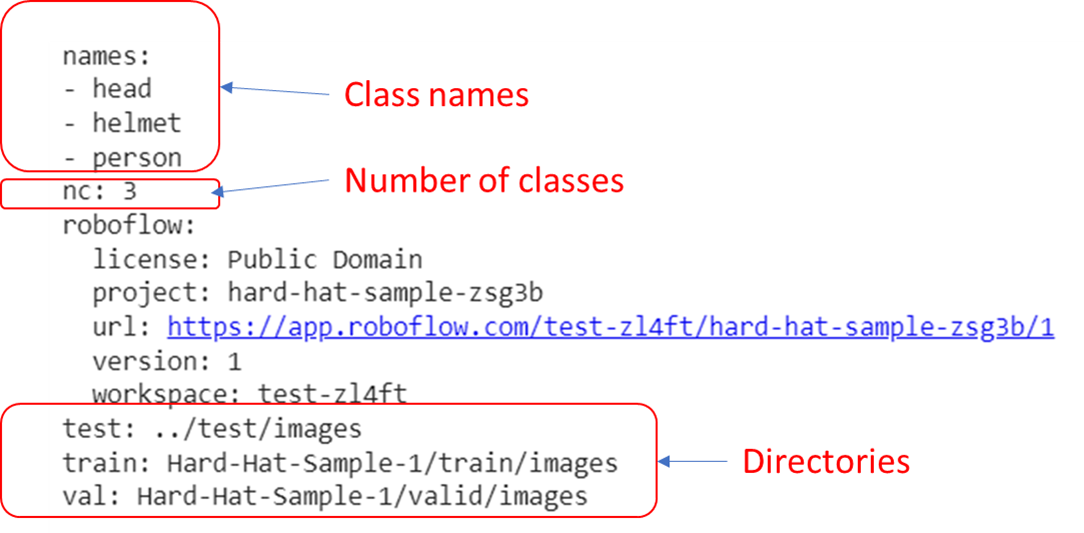 names:
- head
- helmet
- person
nc: 3
roboflow:
license: Public Domain
project: hard-hat-sample-zsg3b
url: https://app.roboflow.com/test-zl4ft/hard-hat-sample-zsg3b/1
version: 1
workspace: test-zl4ft
test: ../test/images
train: Hard-Hat-Sample-1/train/images
val: Hard-Hat-Sample-1/valid/images
Class names
Number of classes
Directories